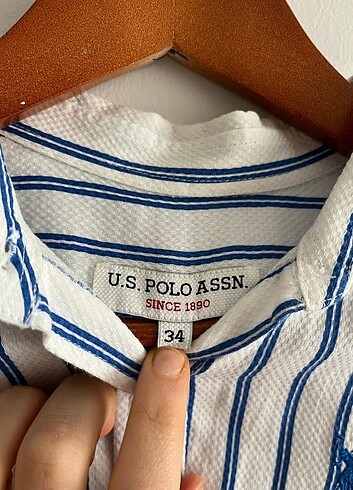 U.S. POLO ASSN.
SINCE 1890
34